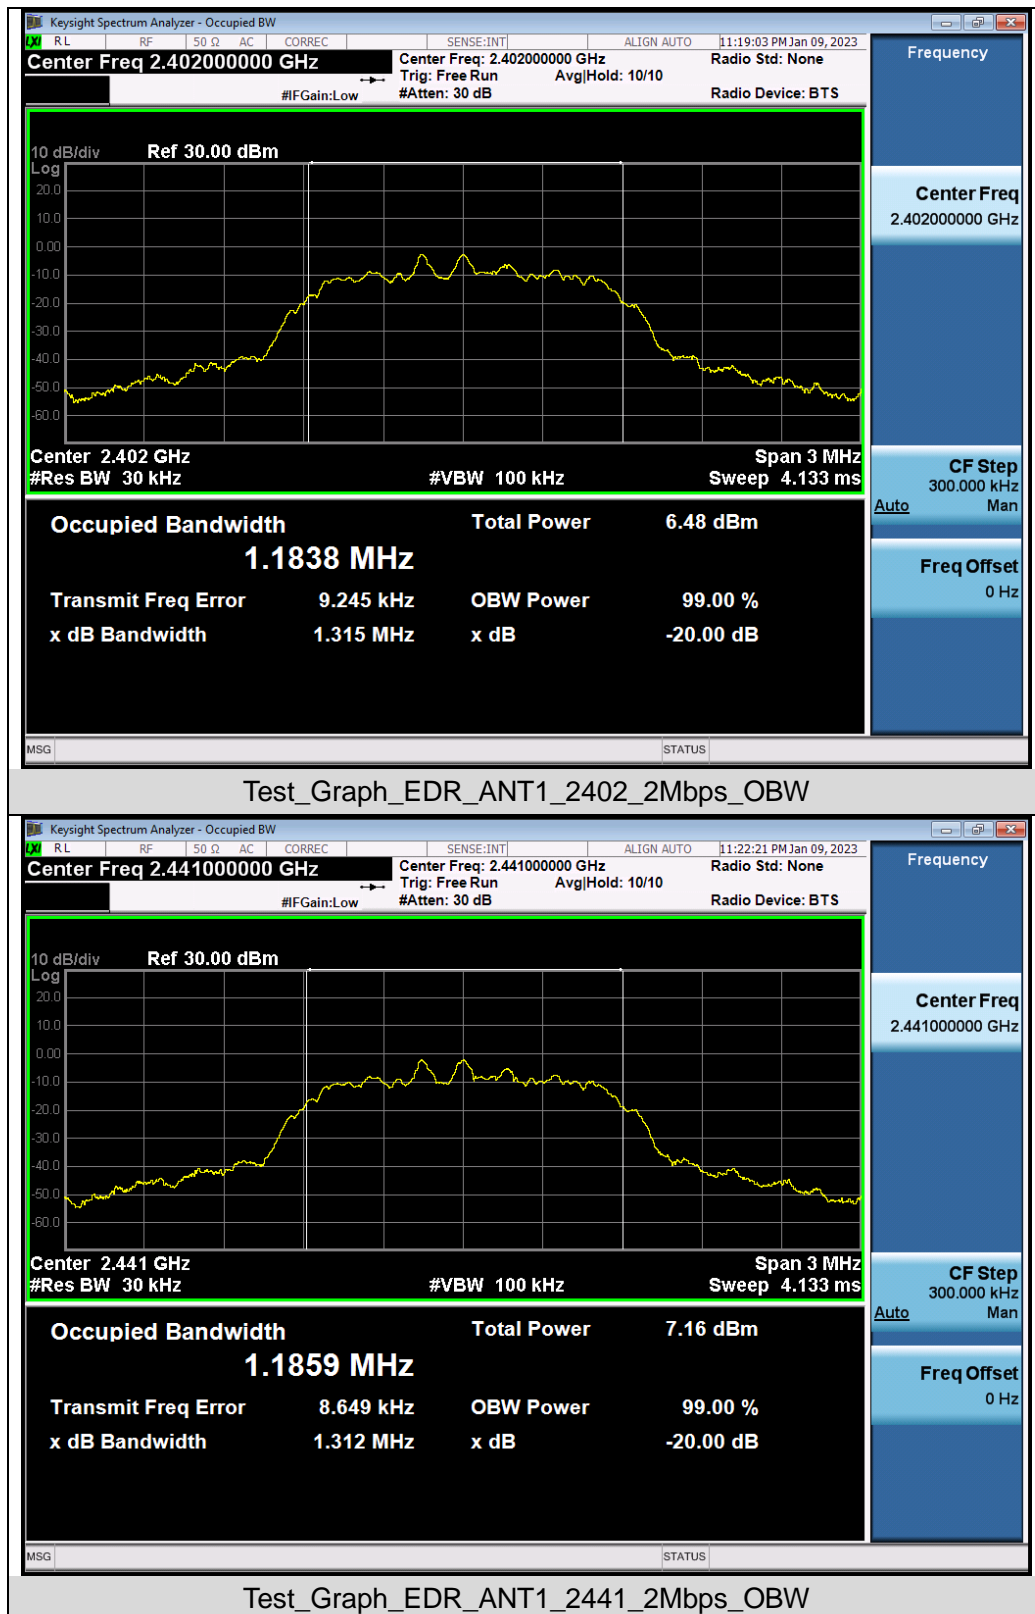 Keysight Spectrum Analyzer - Occupied BW
LXI RL RF 50 Ω AC CORREC SENSE:INT ALIGN AUTO 11:19:03 PM Jan 09, 2023
Center Freq 2.402000000 GHz Center Freq: 2.402000000 GHz Radio Std: None
Trig: Free Run Avg|Hold: 10/10
#IFGain:Low #Atten: 30 dB Radio Device: BTS
Frequency
10 dB/div Ref 30.00 dBm
Log
20.0
10.0
0.00
-10.0
-20.0
-30.0
-40.0
-50.0
-60.0
Center 2.402 GHz Span 3 MHz
#Res BW 30 kHz #VBW 100 kHz Sweep 4.133 ms
Center Freq
2.402000000 GHz
CF Step
300.000 kHz
Auto Man
Freq Offset
0 Hz
Occupied Bandwidth Total Power 6.48 dBm
1.1838 MHz
Transmit Freq Error 9.245 kHz OBW Power 99.00 %
x dB Bandwidth 1.315 MHz x dB -20.00 dB
MSG STATUS
Test_Graph_EDR_ANT1_2402_2Mbps_OBW
Keysight Spectrum Analyzer - Occupied BW
LXI RL RF 50 Ω AC CORREC SENSE:INT ALIGN AUTO 11:22:21 PM Jan 09, 2023
Center Freq 2.441000000 GHz Center Freq: 2.441000000 GHz Radio Std: None
Trig: Free Run Avg|Hold: 10/10
#IFGain:Low #Atten: 30 dB Radio Device: BTS
Frequency
10 dB/div Ref 30.00 dBm
Log
20.0
10.0
0.00
-10.0
-20.0
-30.0
-40.0
-50.0
-60.0
Center 2.441 GHz Span 3 MHz
#Res BW 30 kHz #VBW 100 kHz Sweep 4.133 ms
Center Freq
2.441000000 GHz
CF Step
300.000 kHz
Auto Man
Freq Offset
0 Hz
Occupied Bandwidth Total Power 7.16 dBm
1.1859 MHz
Transmit Freq Error 8.649 kHz OBW Power 99.00 %
x dB Bandwidth 1.312 MHz x dB -20.00 dB
MSG STATUS
Test_Graph_EDR_ANT1_2441_2Mbps_OBW